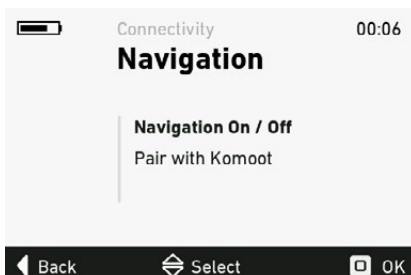 Connectivity
00:06
Navigation
Navigation On / Off
Pair with Komoot
Back
Select
OK